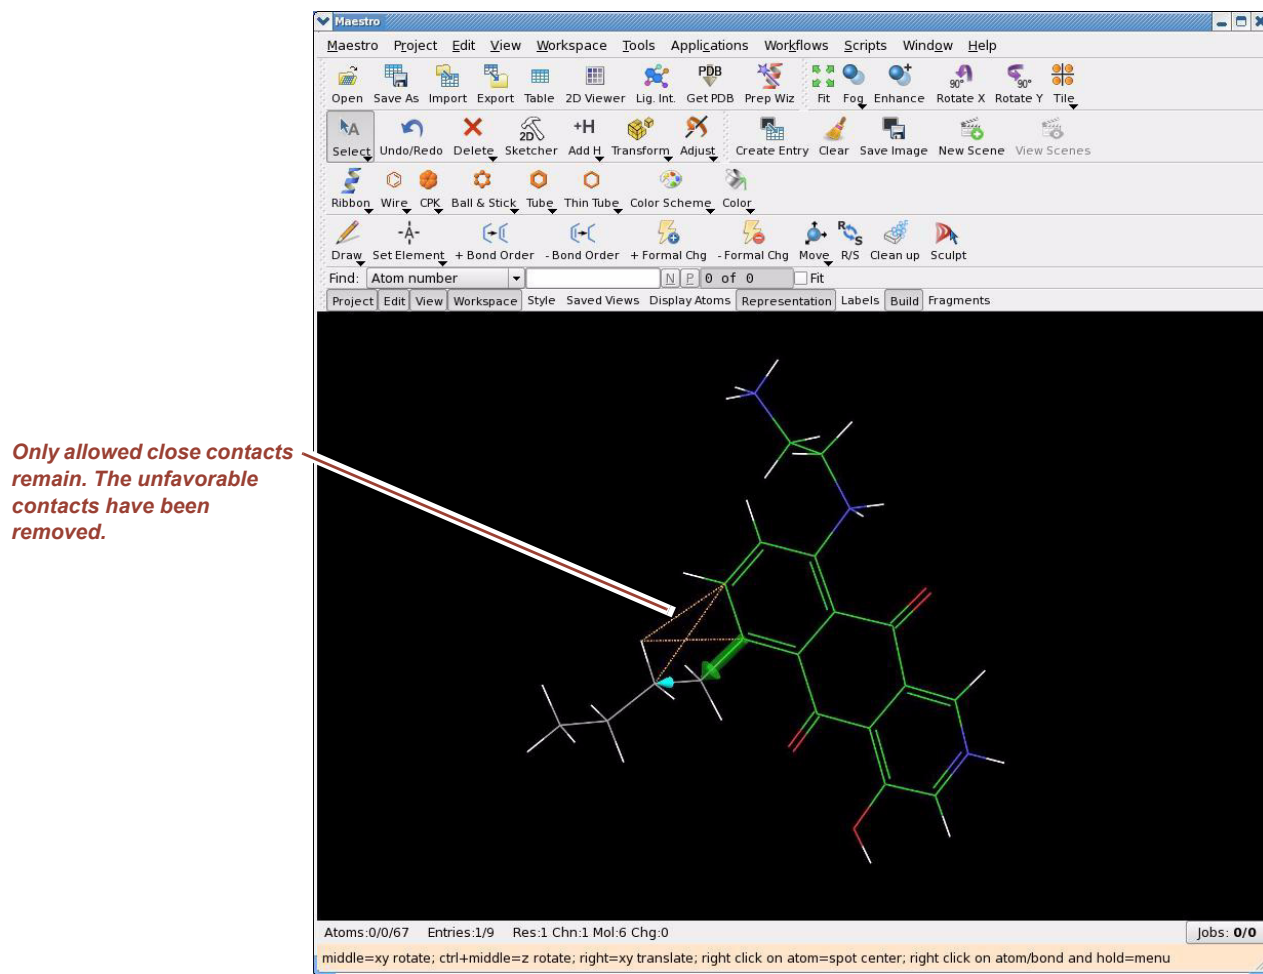 Maestro
Maestro Project Edit View Workspace Tools Applications Workflows Scripts Window Help
PDB 90° 90°
Open Save As Import Export Table 2D Viewer Lig. Int. Get PDB Prep Wiz Fit Fog Enhance Rotate X Rotate Y Tile
A 2D +H
Select Undo/Redo Delete Sketcher Add H Transform Adjust Create Entry Clear Save Image New Scene View Scenes
Ribbon Wire CPK Ball & Stick Tube Thin Tube Color Scheme Color
-A- R S
Draw Set Element + Bond Order - Bond Order + Formal Chg - Formal Chg Move R/S Clean up Sculpt
Find: Atom number N P 0 of 0 Fit
Project Edit View Workspace Style Saved Views Display Atoms Representation Labels Build Fragments
Only allowed close contacts
remain. The unfavorable
contacts have been
removed.
Atoms:0/0/67 Entries:1/9 Res:1 Chn:1 Mol:6 Chg:0 Jobs: 0/0
middle=xy rotate; ctrl+middle=z rotate; right=xy translate; right click on atom=spot center; right click on atom/bond and hold=menu